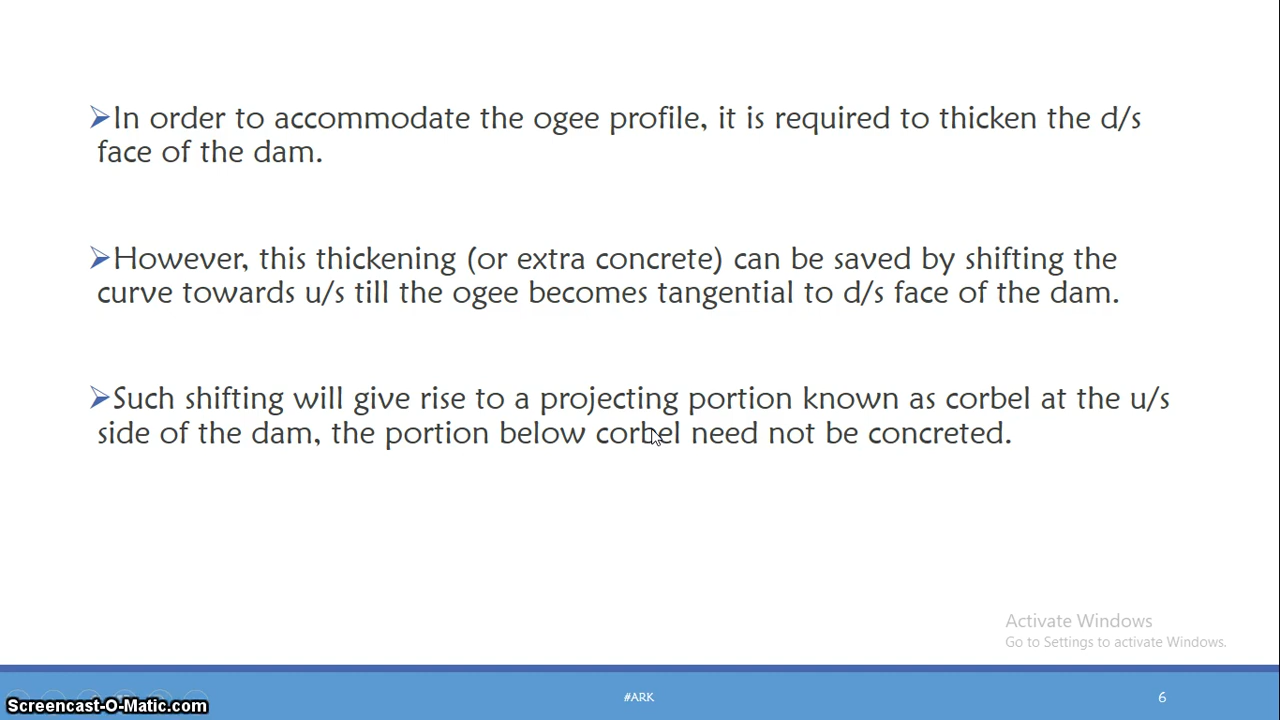 ➢In order to accommodate the ogee profile, it is required to thicken the d/s
face of the dam.
➢However, this thickening (or extra concrete) can be saved by shifting the
curve towards u/s till the ogee becomes tangential to d/s face of the dam.
➢Such shifting will give rise to a projecting portion known as corbel at the u/s
side of the dam, the portion below corbel need not be concreted.
Activate Windows
Go to Settings to activate Windows.
#ARK
6
Screencast-O-Matic.com